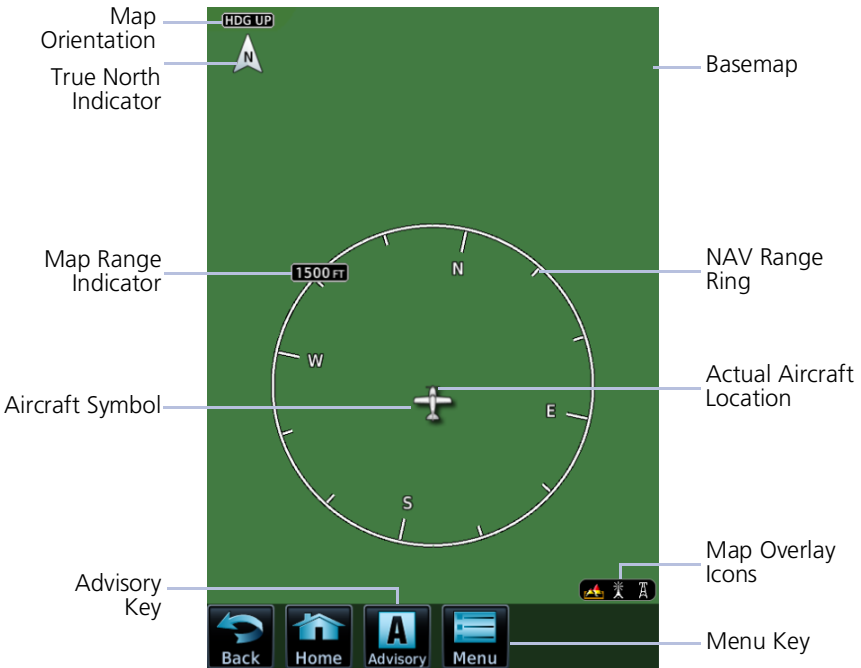 Map
Orientation
HDG UP
N
True North
Indicator
Basemap
Map Range
Indicator
1500 FT
N
NAV Range
Ring
W
Actual Aircraft
Location
Aircraft Symbol
E
S
Map Overlay
Icons
Advisory
Key
Back
Home
A
Advisory
Menu
Menu Key